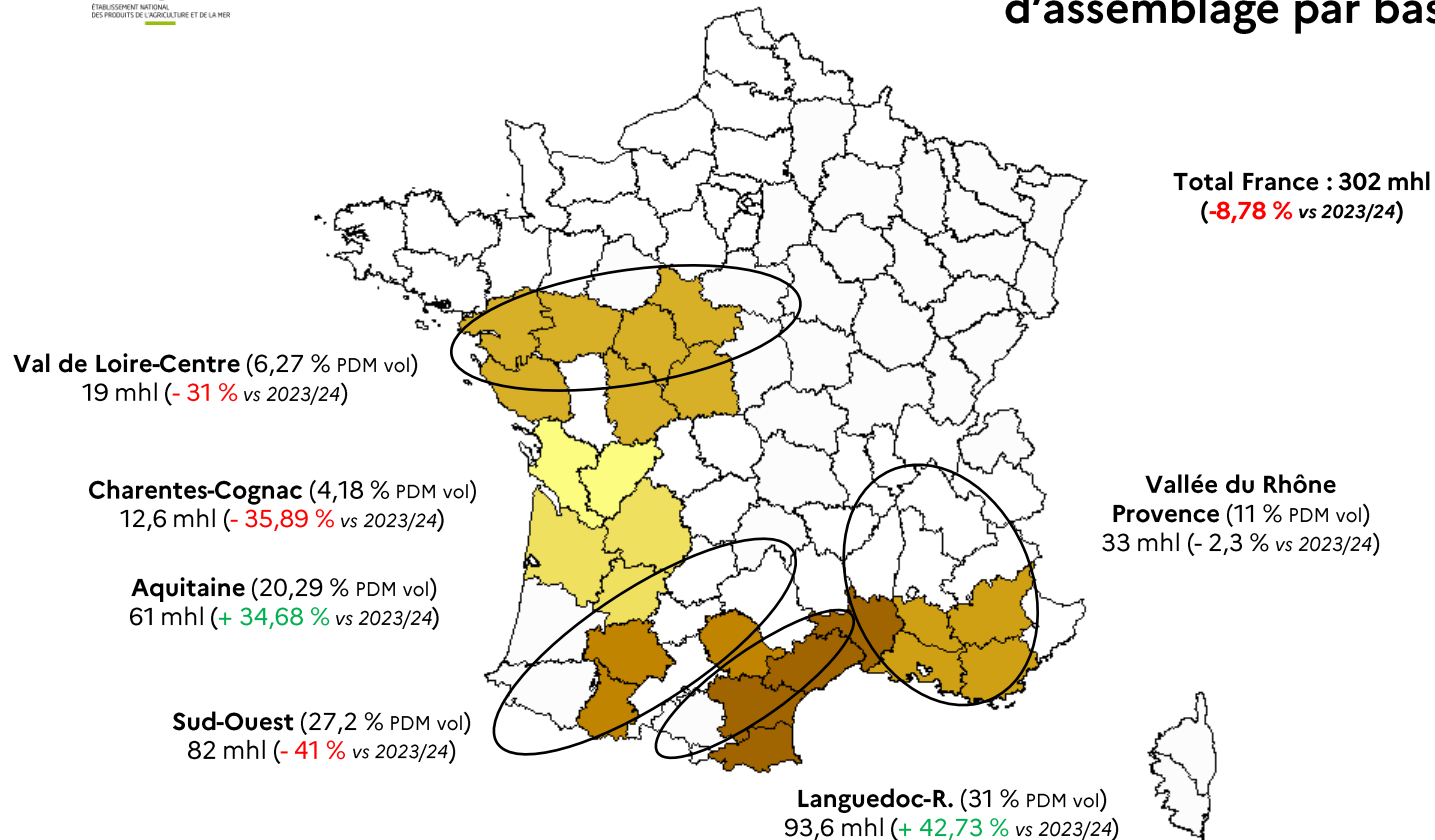 ÉTABLISSEMENT NATIONAL
DES PRODUITS DE L'AGRICULTURE ET DE LA MER
d'assemblage par bas
Total France : 302 mhl
(-8,78 % vs 2023/24)
Val de Loire-Centre (6,27 % PDM vol)
19 mhl (- 31 % vs 2023/24)
Charentes-Cognac (4,18 % PDM vol)
12,6 mhl (- 35,89 % vs 2023/24)
Vallée du Rhône
Provence (11 % PDM vol)
33 mhl (- 2,3 % vs 2023/24)
Aquitaine (20,29 % PDM vol)
61 mhl (+ 34,68 % vs 2023/24)
Sud-Ouest (27,2 % PDM vol)
82 mhl (- 41 % vs 2023/24)
Languedoc-R. (31 % PDM vol)
93,6 mhl (+ 42,73 % vs 2023/24)